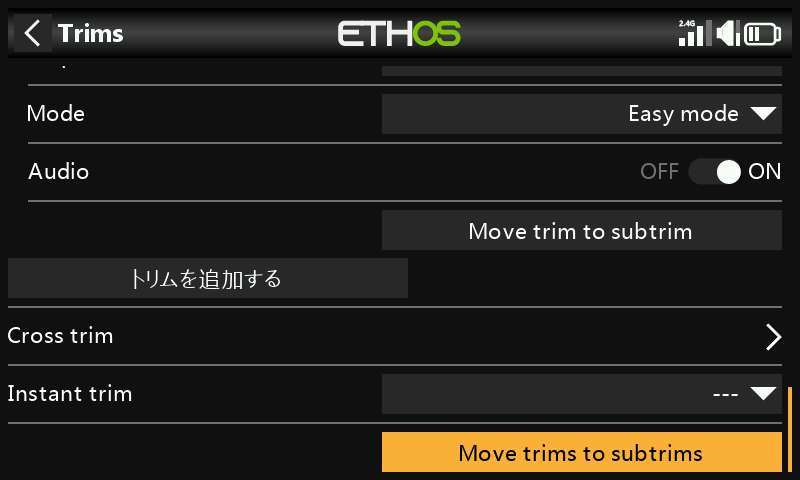 Trims
ETHOS
2.4G
Mode
Easy mode
Audio
OFF
ON
Move trim to subtrim
トリムを追加する
Cross trim
Instant trim
---
Move trims to subtrims